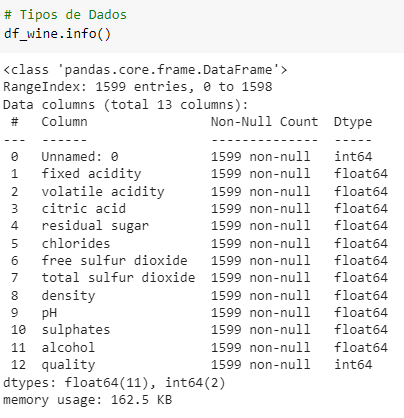 # Tipos de Dados
df_wine.info()
<class 'pandas.core.frame.DataFrame'>
RangeIndex: 1599 entries, 0 to 1598
Data columns (total 13 columns):
 #   Column                Non-Null Count  Dtype
---  ------                --------------  -----
 0   Unnamed: 0            1599 non-null   int64
 1   fixed acidity         1599 non-null   float64
 2   volatile acidity      1599 non-null   float64
 3   citric acid           1599 non-null   float64
 4   residual sugar        1599 non-null   float64
 5   chlorides             1599 non-null   float64
 6   free sulfur dioxide   1599 non-null   float64
 7   total sulfur dioxide  1599 non-null   float64
 8   density               1599 non-null   float64
 9   pH                    1599 non-null   float64
 10  sulphates             1599 non-null   float64
 11  alcohol               1599 non-null   float64
 12  quality               1599 non-null   int64
dtypes: float64(11), int64(2)
memory usage: 162.5 KB